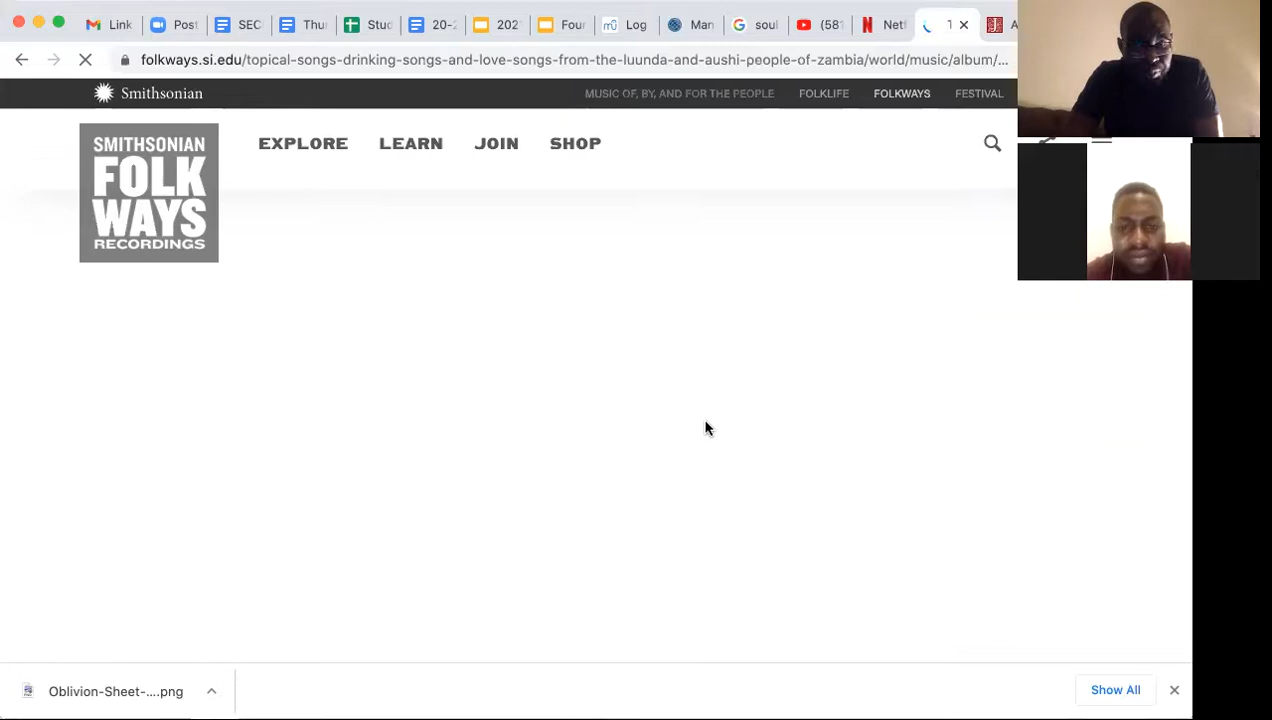 Link Post SEC Thu Stud 20-2 202 Four Log Man soul (581 Netf T A
folkways.si.edu/topical-songs-drinking-songs-and-love-songs-from-the-luunda-and-aushi-people-of-zambia/world/music/album/...
Smithsonian MUSIC OF, BY, AND FOR THE PEOPLE FOLKLIFE FOLKWAYS FESTIVAL
EXPLORE LEARN JOIN SHOP
SMITHSONIAN
FOLK
WAYS
RECORDINGS
Oblivion-Sheet-....png Show All